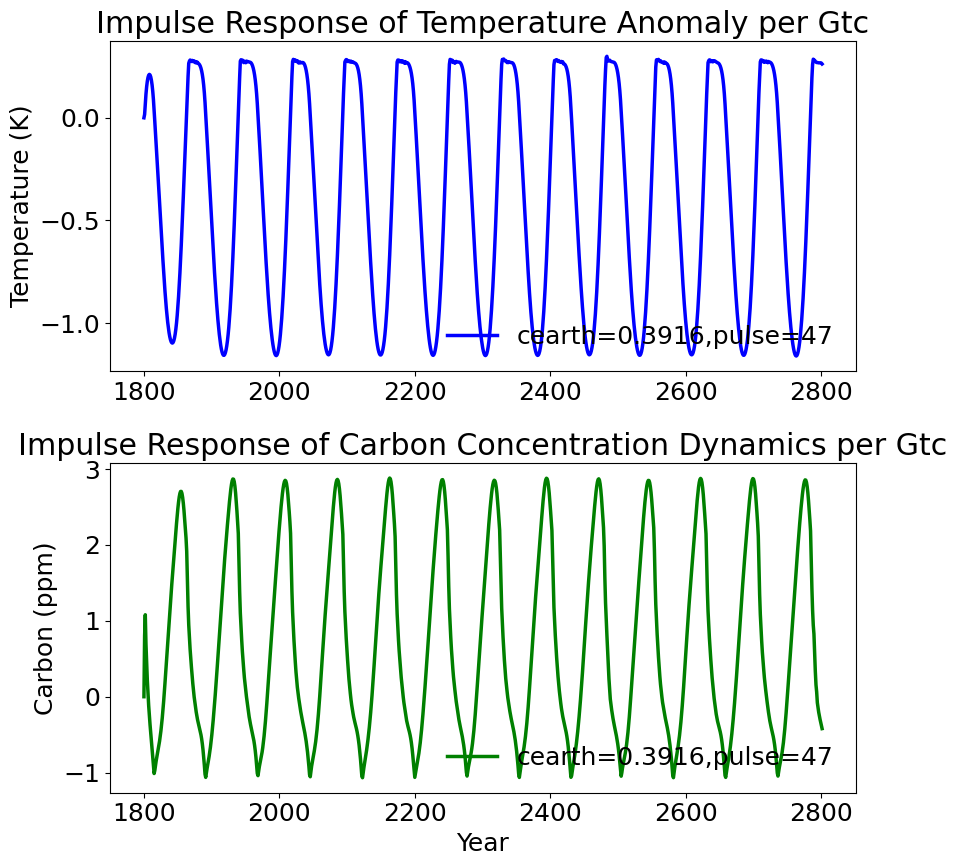 Impulse Response of Temperature Anomaly per Gtc
Temperature (K)
0.0
−0.5
−1.0
cearth=0.3916,pulse=47
1800 2000 2200 2400 2600 2800
Impulse Response of Carbon Concentration Dynamics per Gtc
Carbon (ppm)
3
2
1
0
−1
cearth=0.3916,pulse=47
1800 2000 2200 2400 2600 2800
Year